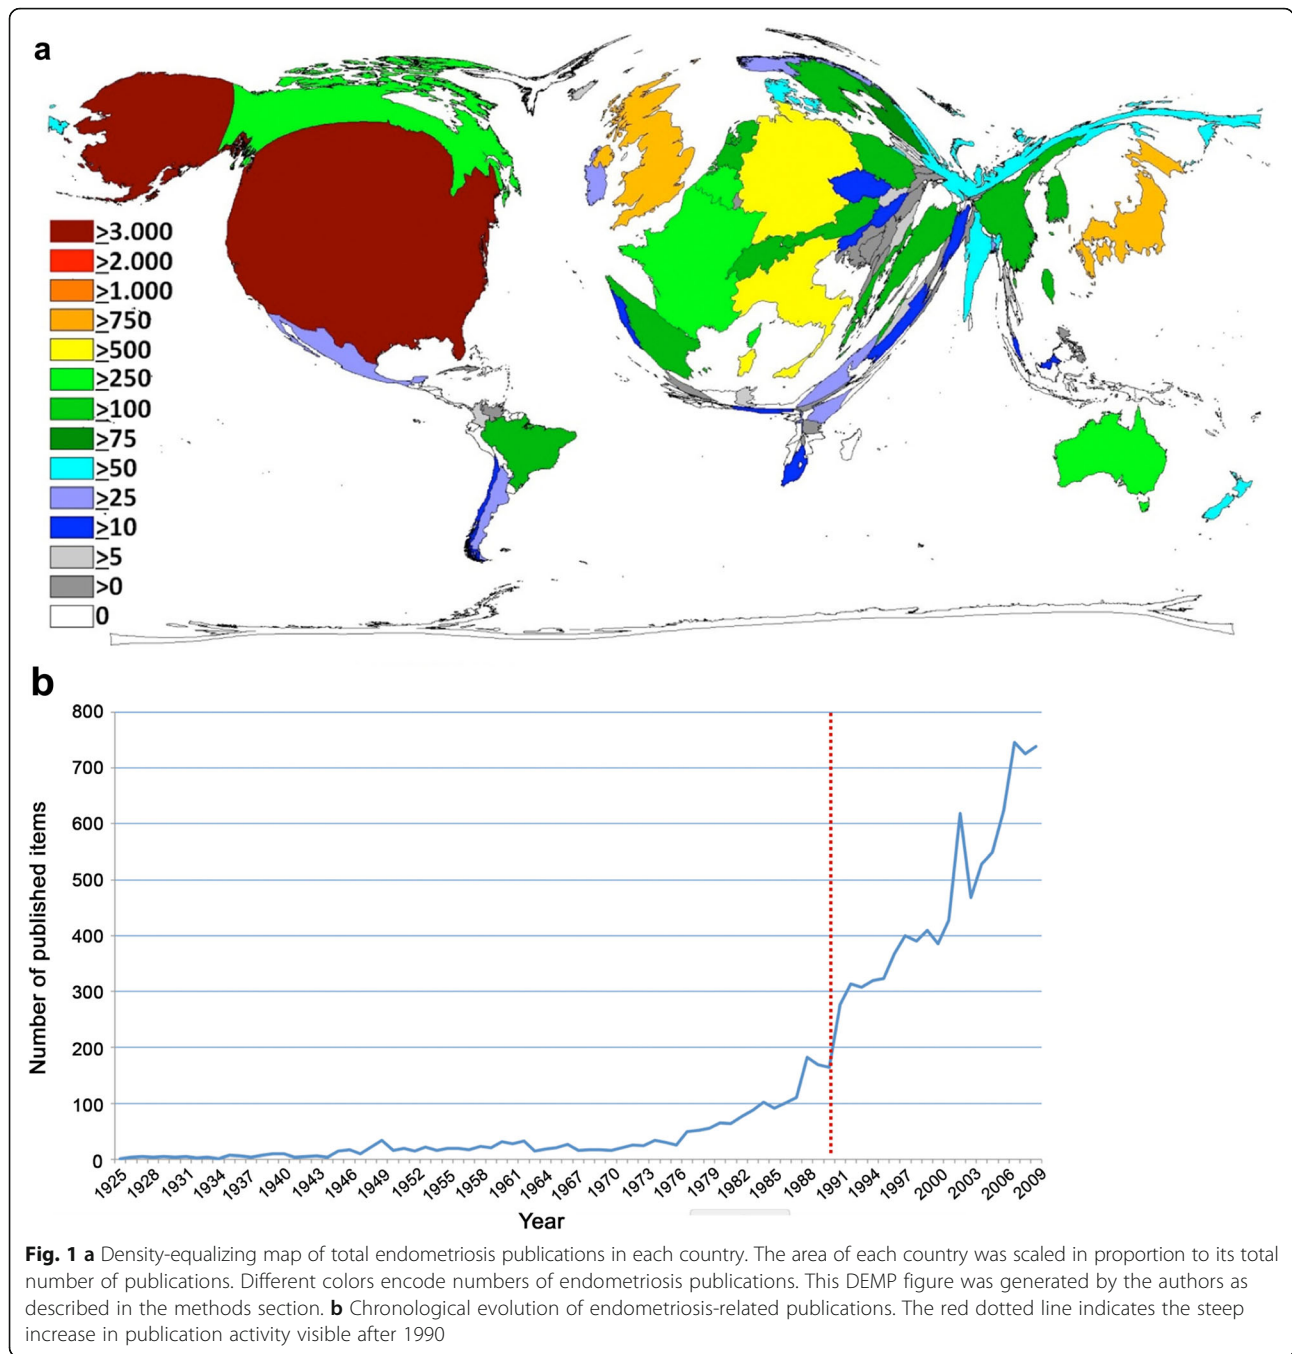 a
≥3.000
≥2.000
≥1.000
≥750
≥500
≥250
≥100
≥75
≥50
≥25
≥10
≥5
>0
0
b
Number of published items
800
700
600
500
400
300
200
100
0
1925 1928 1931 1934 1937 1940 1943 1946 1949 1952 1955 1958 1961 1964 1967 1970 1973 1976 1979 1982 1985 1988 1991 1994 1997 2000 2003 2006 2009
Year
Fig. 1 a Density-equalizing map of total endometriosis publications in each country. The area of each country was scaled in proportion to its total
number of publications. Different colors encode numbers of endometriosis publications. This DEMP figure was generated by the authors as
described in the methods section. b Chronological evolution of endometriosis-related publications. The red dotted line indicates the steep
increase in publication activity visible after 1990